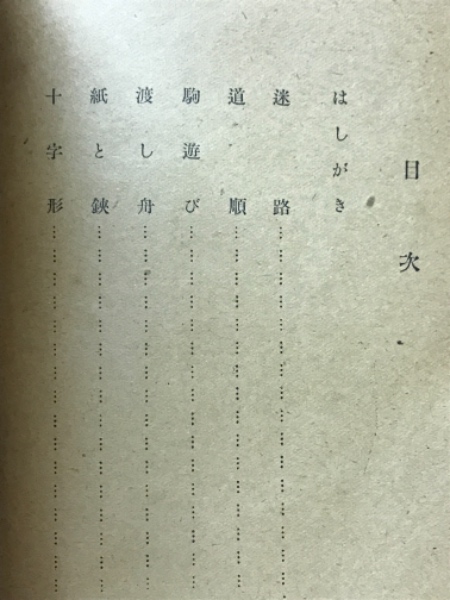 目次
はしがき
迷路…………………………………………
道順…………………………………………
駒遊び…………………………………………
渡し舟…………………………………………
紙と鋏…………………………………………
十字形…………………………………………